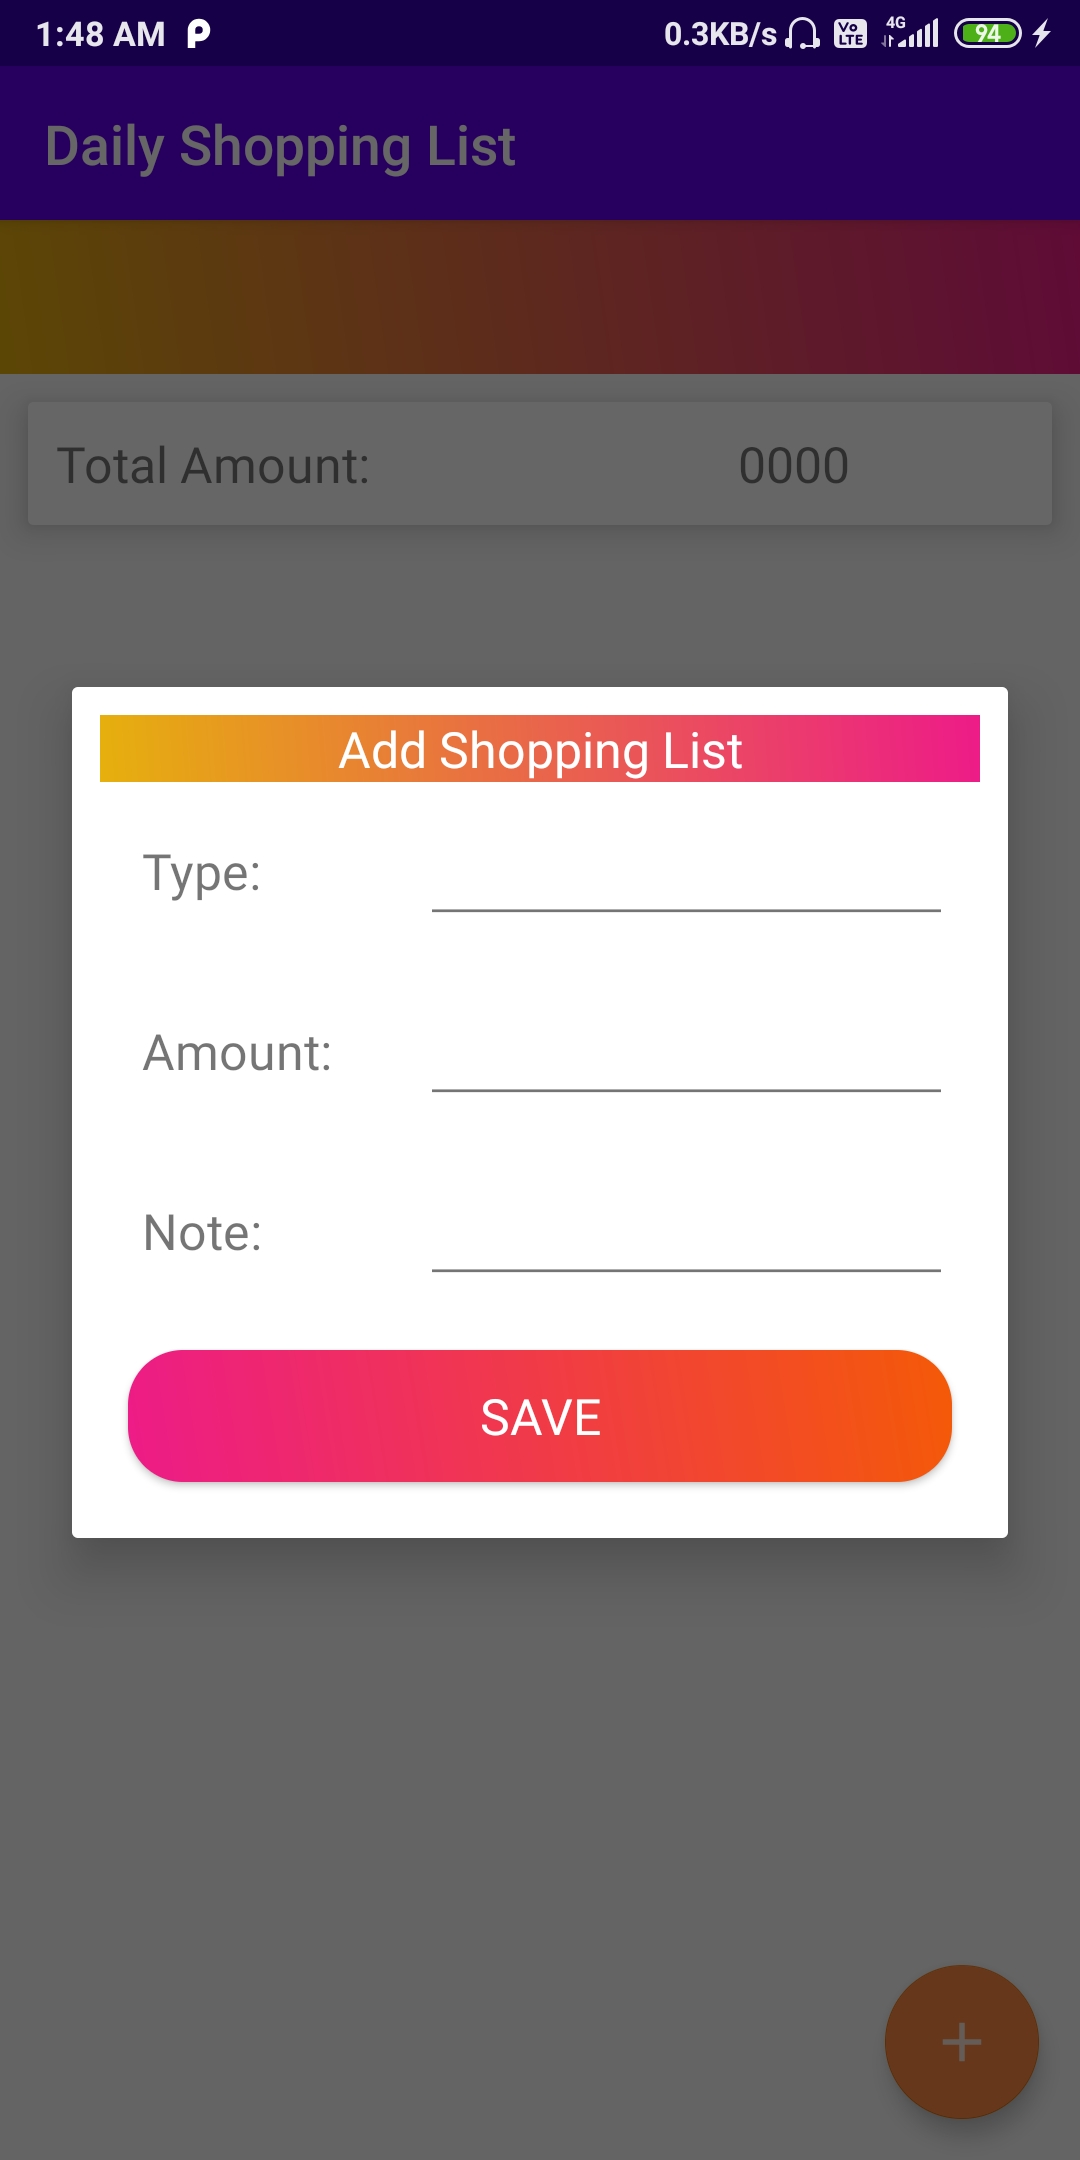 1:48 AM
0.3KB/s Vo LTE 4G 94
Daily Shopping List
Total Amount: 0000
Add Shopping List
Type:
Amount:
Note:
SAVE
+